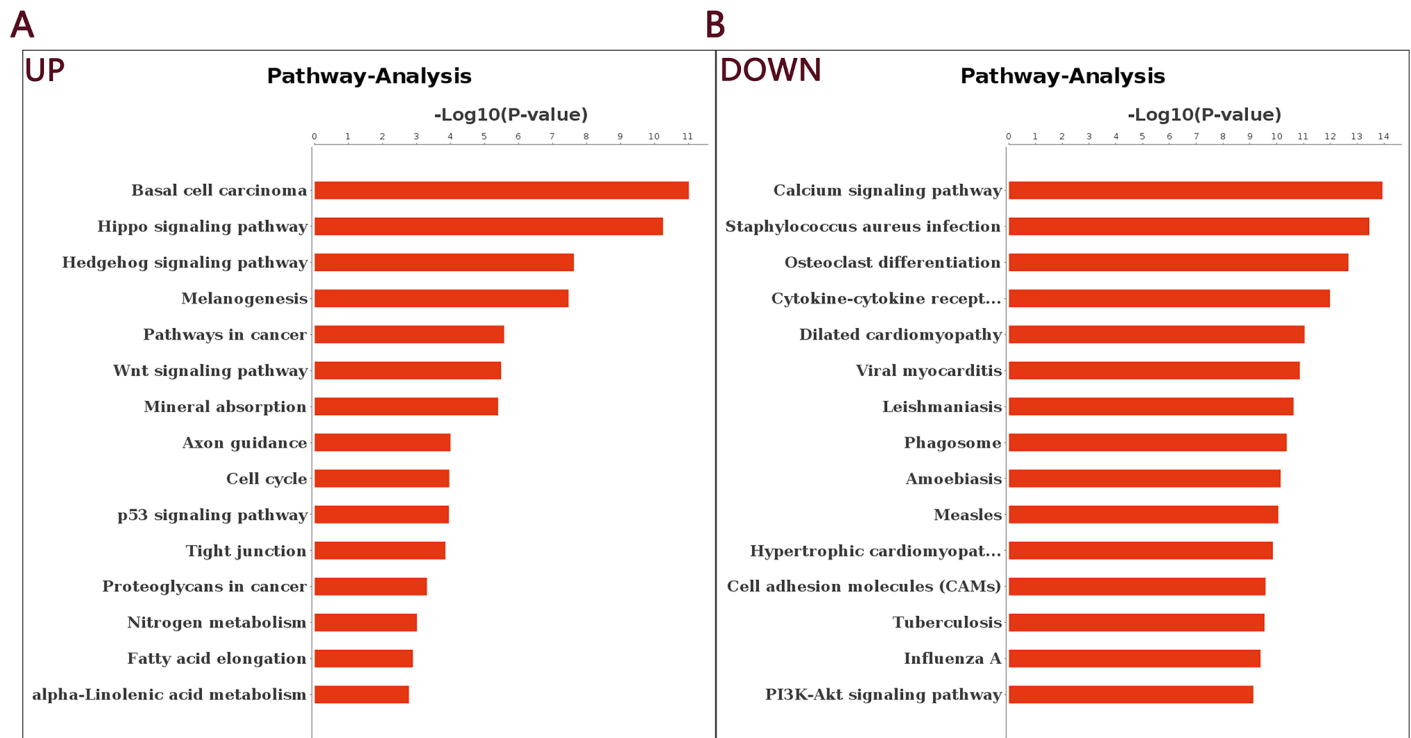 A
UP
Pathway-Analysis
-Log10(P-value)
0 1 2 3 4 5 6 7 8 9 10 11
Basal cell carcinoma
Hippo signaling pathway
Hedgehog signaling pathway
Melanogenesis
Pathways in cancer
Wnt signaling pathway
Mineral absorption
Axon guidance
Cell cycle
p53 signaling pathway
Tight junction
Proteoglycans in cancer
Nitrogen metabolism
Fatty acid elongation
alpha-Linolenic acid metabolism
B
DOWN
Pathway-Analysis
-Log10(P-value)
0 1 2 3 4 5 6 7 8 9 10 11 12 13 14
Calcium signaling pathway
Staphylococcus aureus infection
Osteoclast differentiation
Cytokine-cytokine recept...
Dilated cardiomyopathy
Viral myocarditis
Leishmaniasis
Phagosome
Amoebiasis
Measles
Hypertrophic cardiomyopat...
Cell adhesion molecules (CAMs)
Tuberculosis
Influenza A
PI3K-Akt signaling pathway